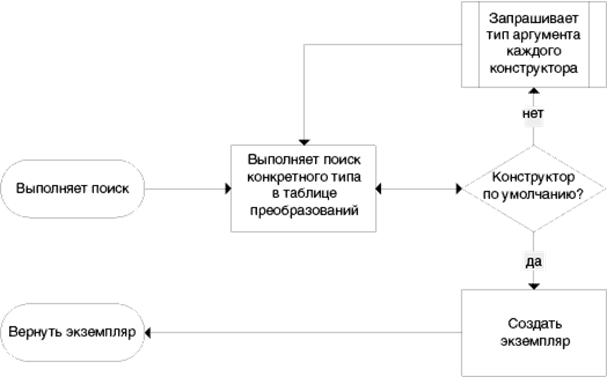 Запрашивает
тип аргумента
каждого
конструктора
нет
Выполняет поиск
Выполняет поиск
конкретного типа
в таблице
преобразований
Конструктор
по умолчанию?
да
Вернуть экземпляр
Создать
экземпляр